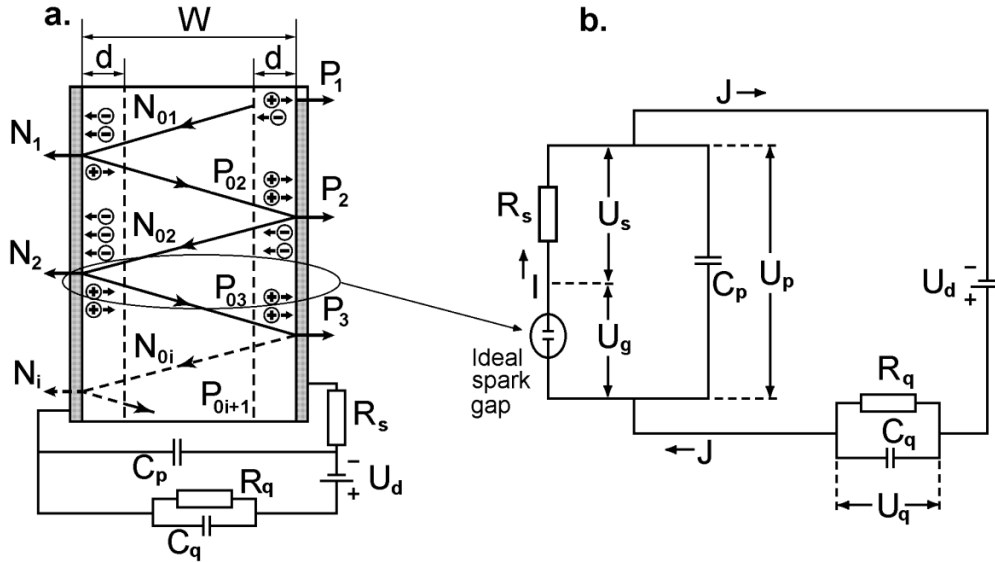 a.
W
d
d
P1
N01
N1
P02
P2
N02
N2
P03
P3
N0i
Ni
P0i+1
Rs
Cp
− Ud
+
Rq
Cq
b.
J
Rs
Us
I
Cp
Up
Ud −
+
Ug
Ideal
spark
gap
Rq
Cq
J
Uq